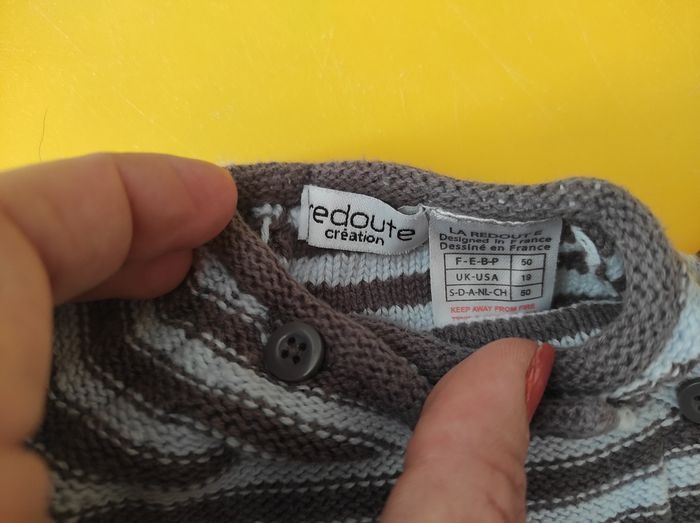 redoute
création
LA REDOUTE
Designed in France
Dessiné en France
F-E-B-P 50
UK-USA 19
S-D-A-NL-CH 50
KEEP AWAY FROM FIRE